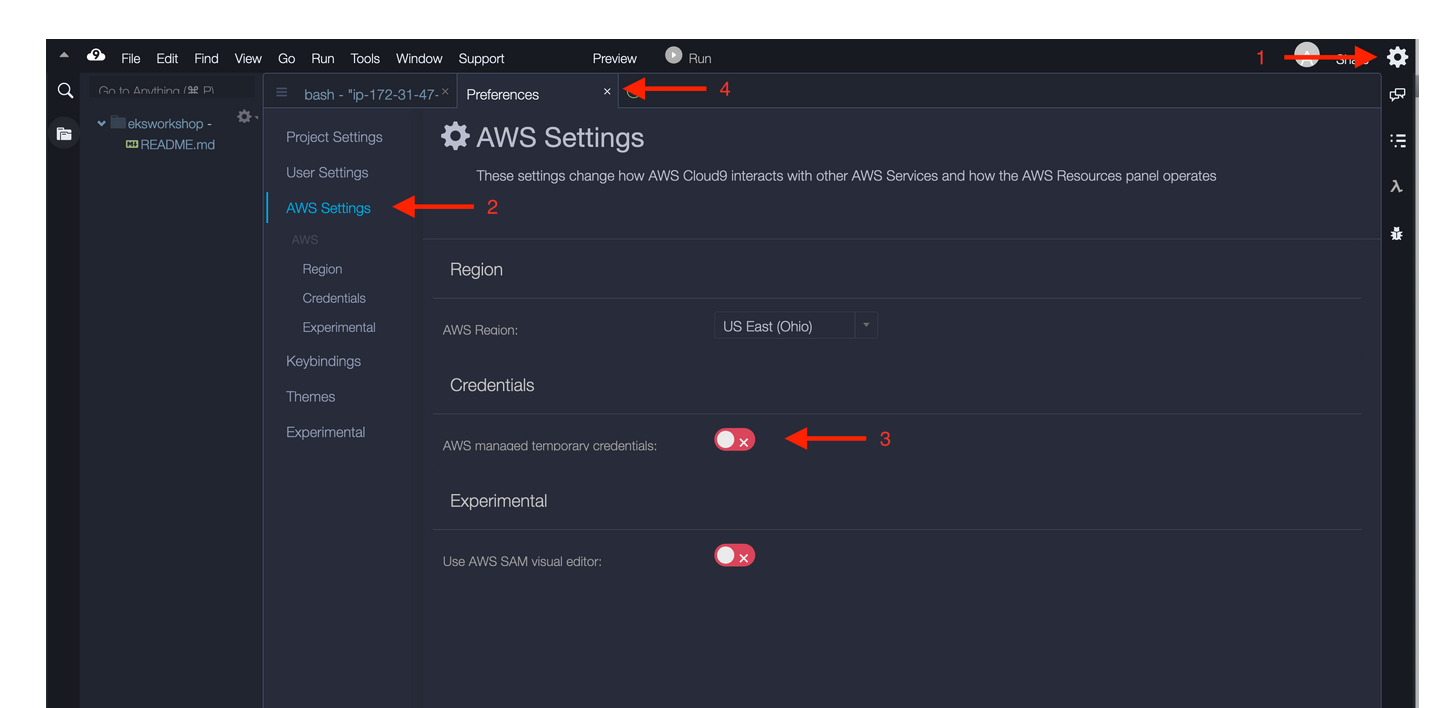 9 File Edit Find View Go Run Tools Window Support Preview Run 1 Share
Go to Anything (⌘ P)
bash - "ip-172-31-47- × Preferences × 4
eksworkshop -
README.md
Project Settings
User Settings
AWS Settings 2
AWS
Region
Credentials
Experimental
Keybindings
Themes
Experimental
AWS Settings
These settings change how AWS Cloud9 interacts with other AWS Services and how the AWS Resources panel operates
Region
AWS Region: US East (Ohio)
Credentials
AWS managed temporary credentials: 3
Experimental
Use AWS SAM visual editor:
λ